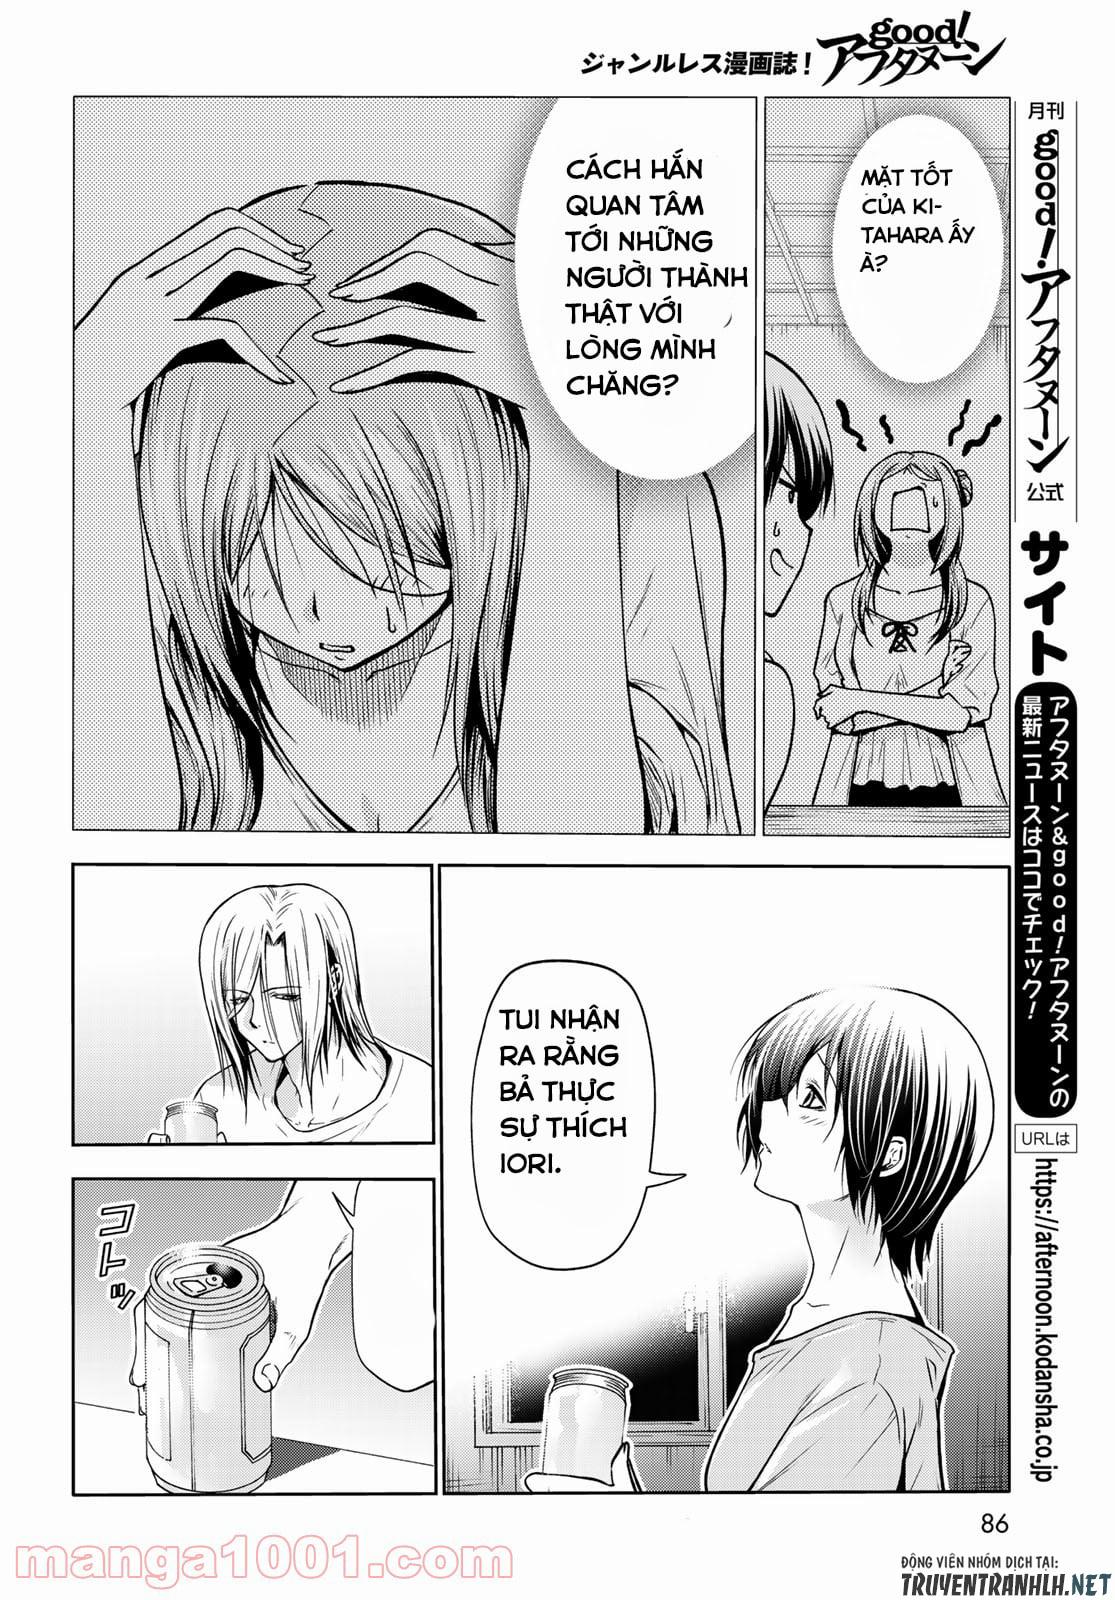 ジャンルレス漫画誌！
good!
アフタヌーン
MẶT TỐT
CỦA KI-
TAHARA ẤY
À?
CÁCH HẮN
QUAN TÂM
TỚI NHỮNG
NGƯỜI THÀNH
THẬT VỚI
LÒNG MÌNH
CHĂNG?
TUI NHẬN
RA RẰNG
BẢ THỰC
SỰ THÍCH
IORI.
コトッ
月刊
good!アフタヌーン
公式
サイト
アフタヌーン&good!アフタヌーンの
最新ニュースはココでチェック！
URLは
https://afternoon.kodansha.co.jp
86
manga1001.com
ĐỘNG VIÊN NHÓM DỊCH TẠI:
TRUYENTRANHLH.NET